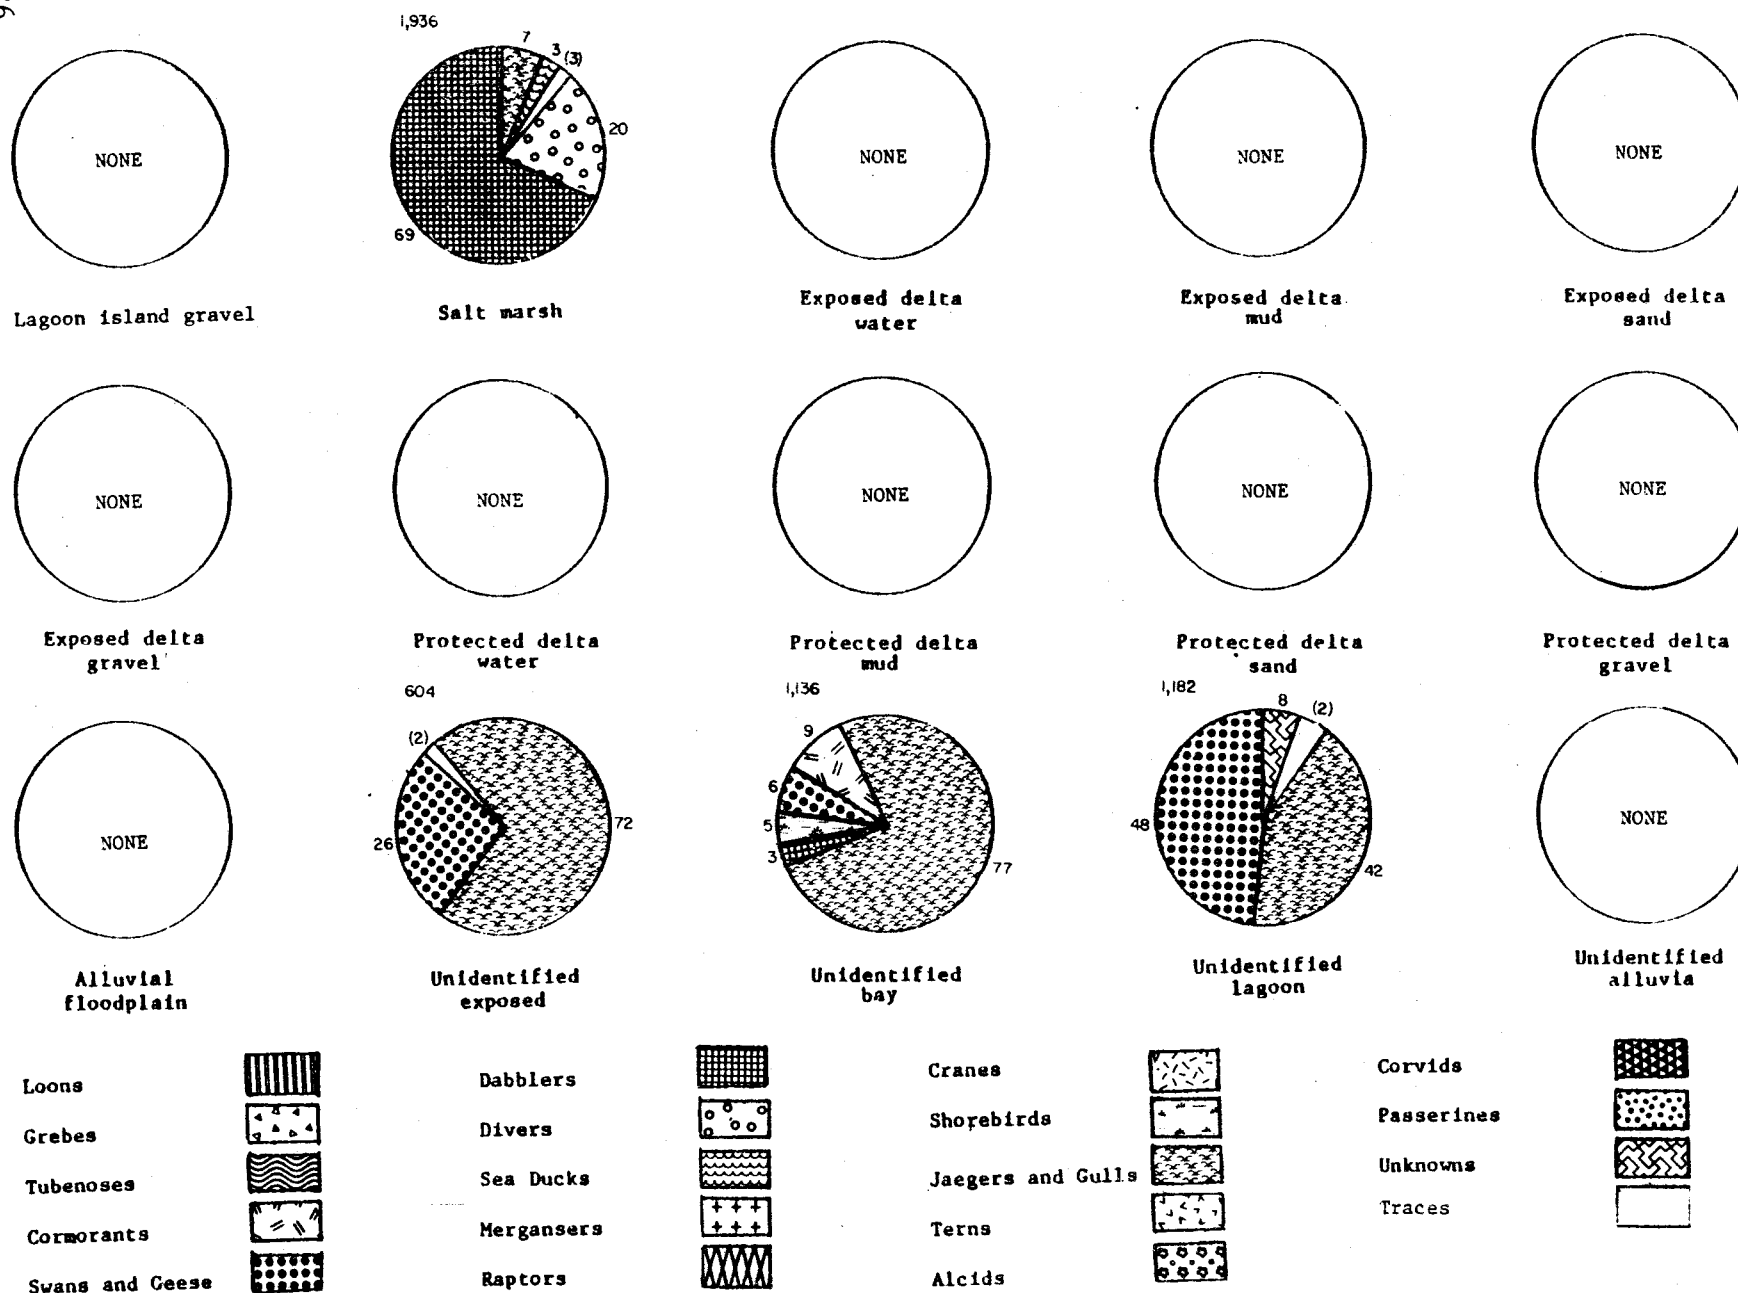 1,936
7
3
(3)
20
69
NONE
NONE
NONE
NONE
Lagoon island gravel
Salt marsh
Exposed delta
water
Exposed delta
mud
Exposed delta
sand
NONE
NONE
NONE
NONE
NONE
Exposed delta
gravel
Protected delta
water
Protected delta
mud
Protected delta
sand
Protected delta
gravel
NONE
604
(2)
26
72
1,136
9
6
5
3
77
1,182
8
(2)
48
42
NONE
Alluvial
floodplain
Unidentified
exposed
Unidentified
bay
Unidentified
lagoon
Unidentified
alluvia
Loons
Grebes
Tubenoses
Cormorants
Swans and Geese
Dabblers
Divers
Sea Ducks
Mergansers
Raptors
Cranes
Shorebirds
Jaegers and Gulls
Terns
Alcids
Corvids
Passerines
Unknowns
Traces